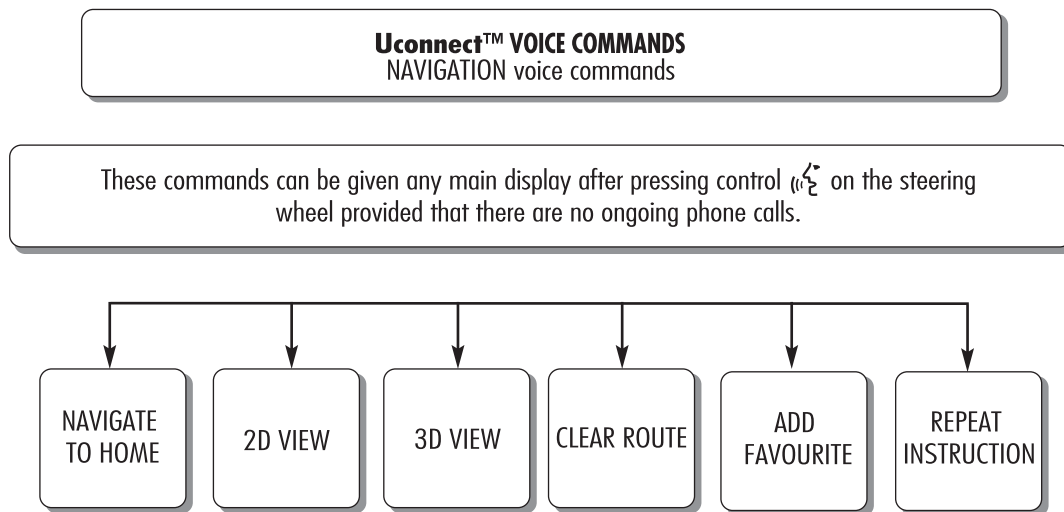 Uconnect™ VOICE COMMANDS
NAVIGATION voice commands
These commands can be given any main display after pressing control on the steering
wheel provided that there are no ongoing phone calls.
NAVIGATE
TO HOME
2D VIEW
3D VIEW
CLEAR ROUTE
ADD
FAVOURITE
REPEAT
INSTRUCTION